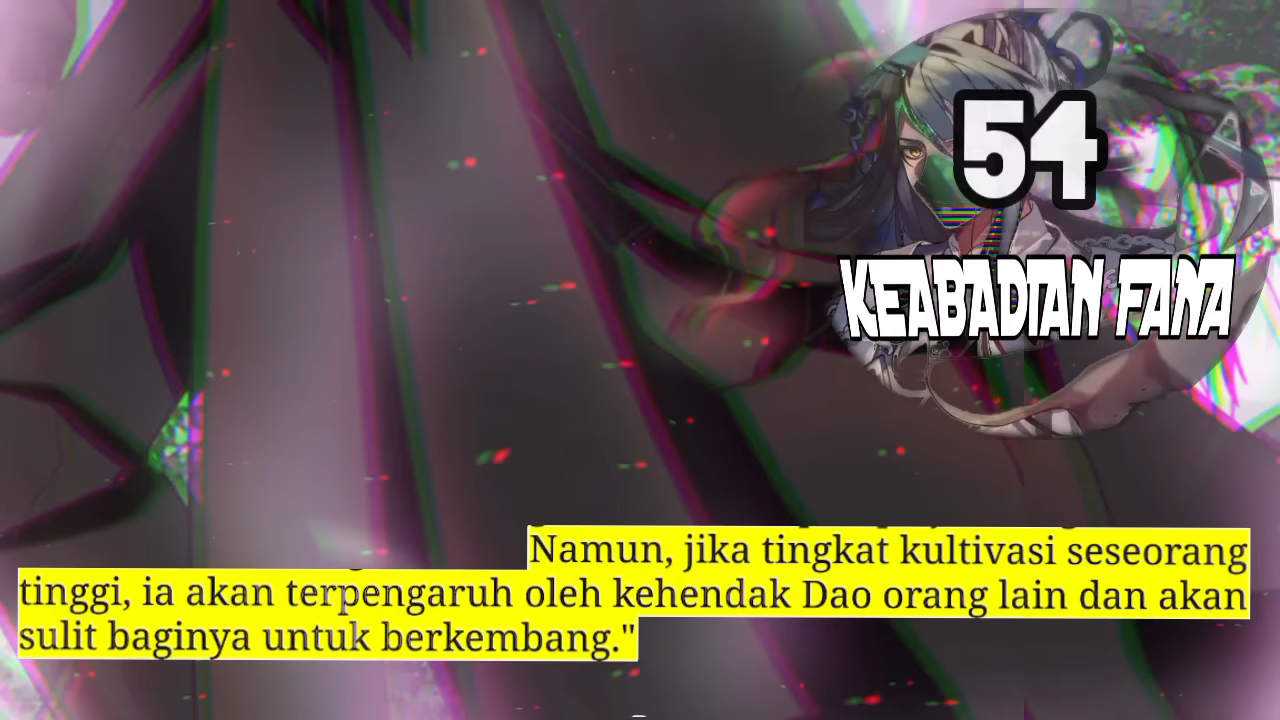 54
KEABADIAN FANA
Namun, jika tingkat kultivasi seseorang
tinggi, ia akan terpengaruh oleh kehendak Dao orang lain dan akan
sulit baginya untuk berkembang."